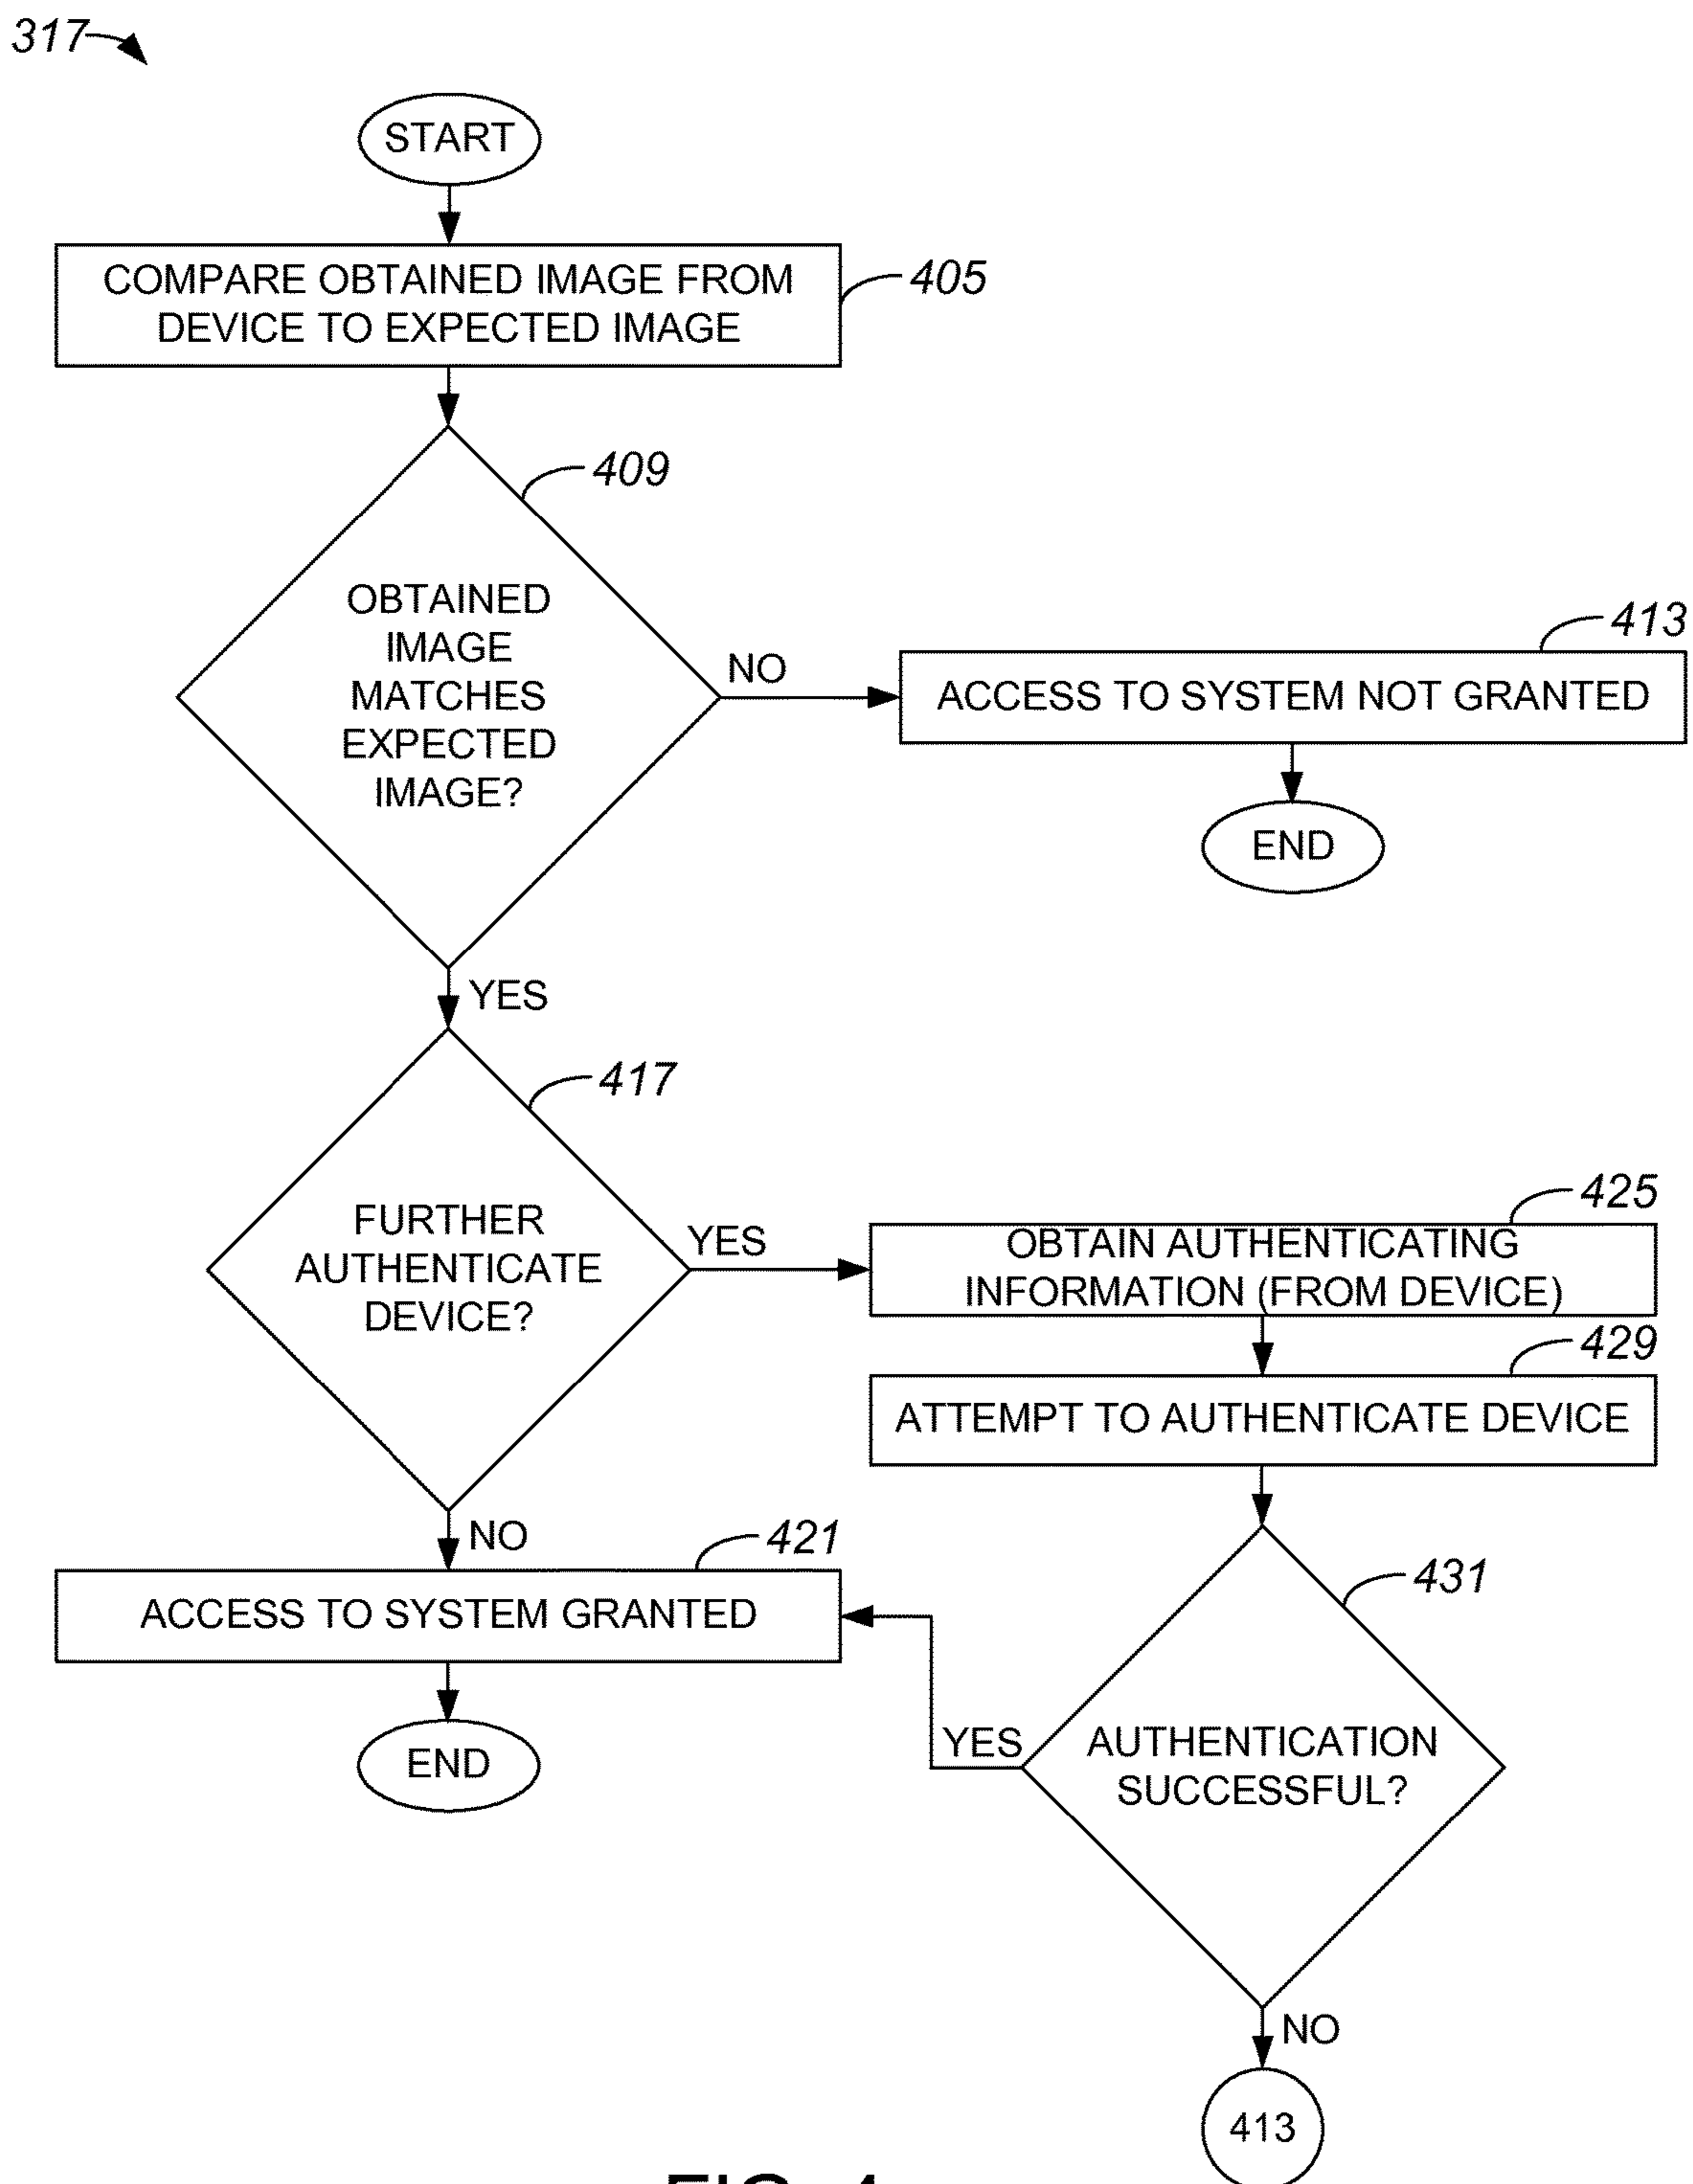 317
START
COMPARE OBTAINED IMAGE FROM
DEVICE TO EXPECTED IMAGE
405
409
OBTAINED
IMAGE
MATCHES
EXPECTED
IMAGE?
NO
413
ACCESS TO SYSTEM NOT GRANTED
END
YES
417
FURTHER
AUTHENTICATE
DEVICE?
YES
425
OBTAIN AUTHENTICATING
INFORMATION (FROM DEVICE)
429
ATTEMPT TO AUTHENTICATE DEVICE
NO
421
ACCESS TO SYSTEM GRANTED
END
431
YES
AUTHENTICATION
SUCCESSFUL?
NO
413